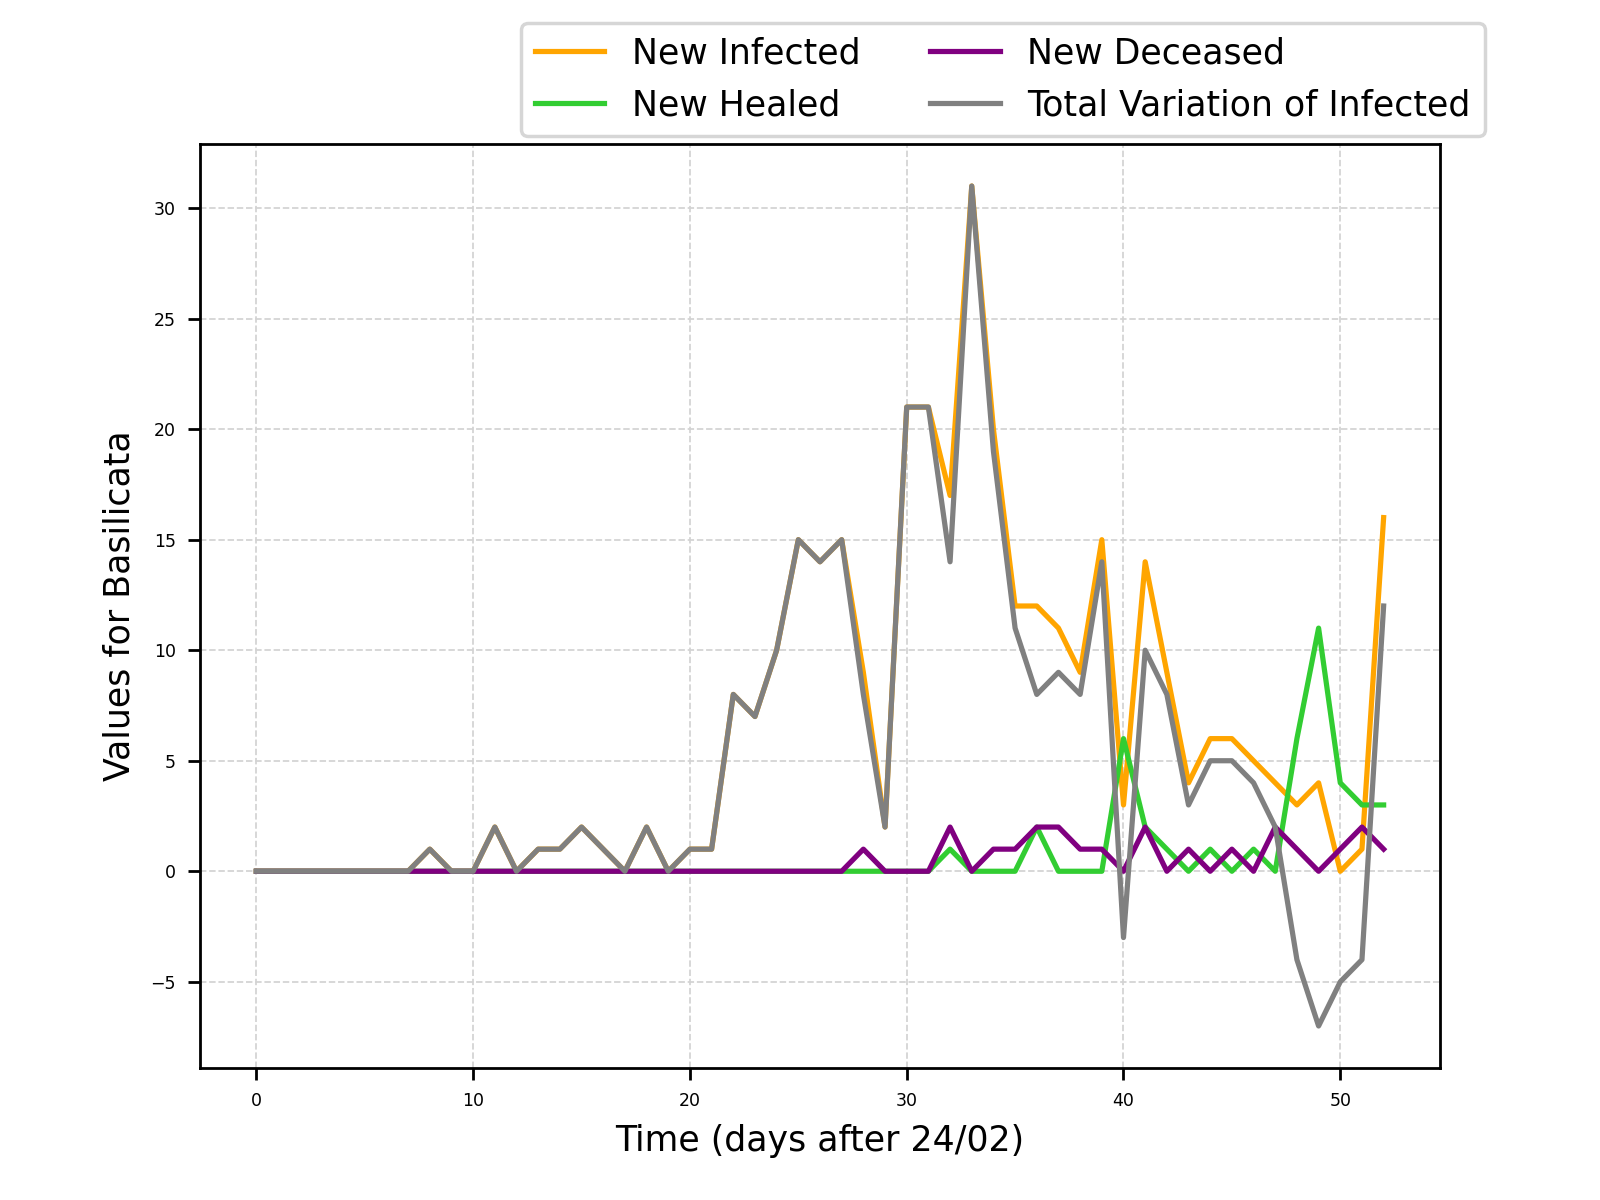 New Infected
New Healed
New Deceased
Total Variation of Infected
Values for Basilicata
30
25
20
15
10
5
0
−5
0 10 20 30 40 50
Time (days after 24/02)